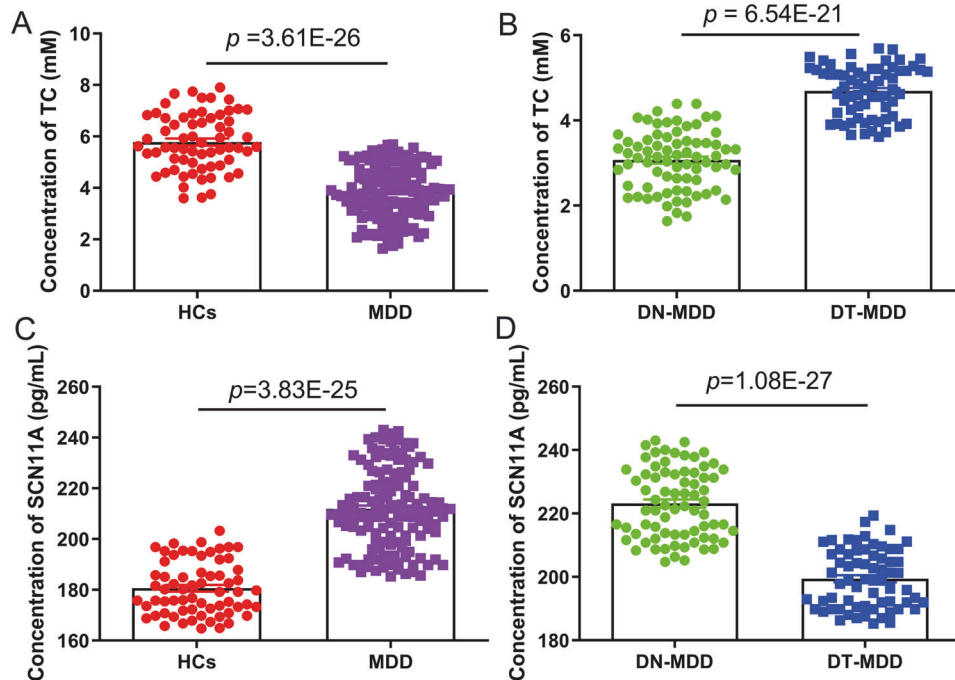 A
Concentration of TC (mM)
p =3.61E-26
10
8
6
4
2
0
HCs
MDD
B
Concentration of TC (mM)
p = 6.54E-21
6
4
2
0
DN-MDD
DT-MDD
C
Concentration of SCN11A (pg/mL)
p=3.83E-25
260
240
220
200
180
160
HCs
MDD
D
Concentration of SCN11A (pg/mL)
p=1.08E-27
260
240
220
200
180
DN-MDD
DT-MDD